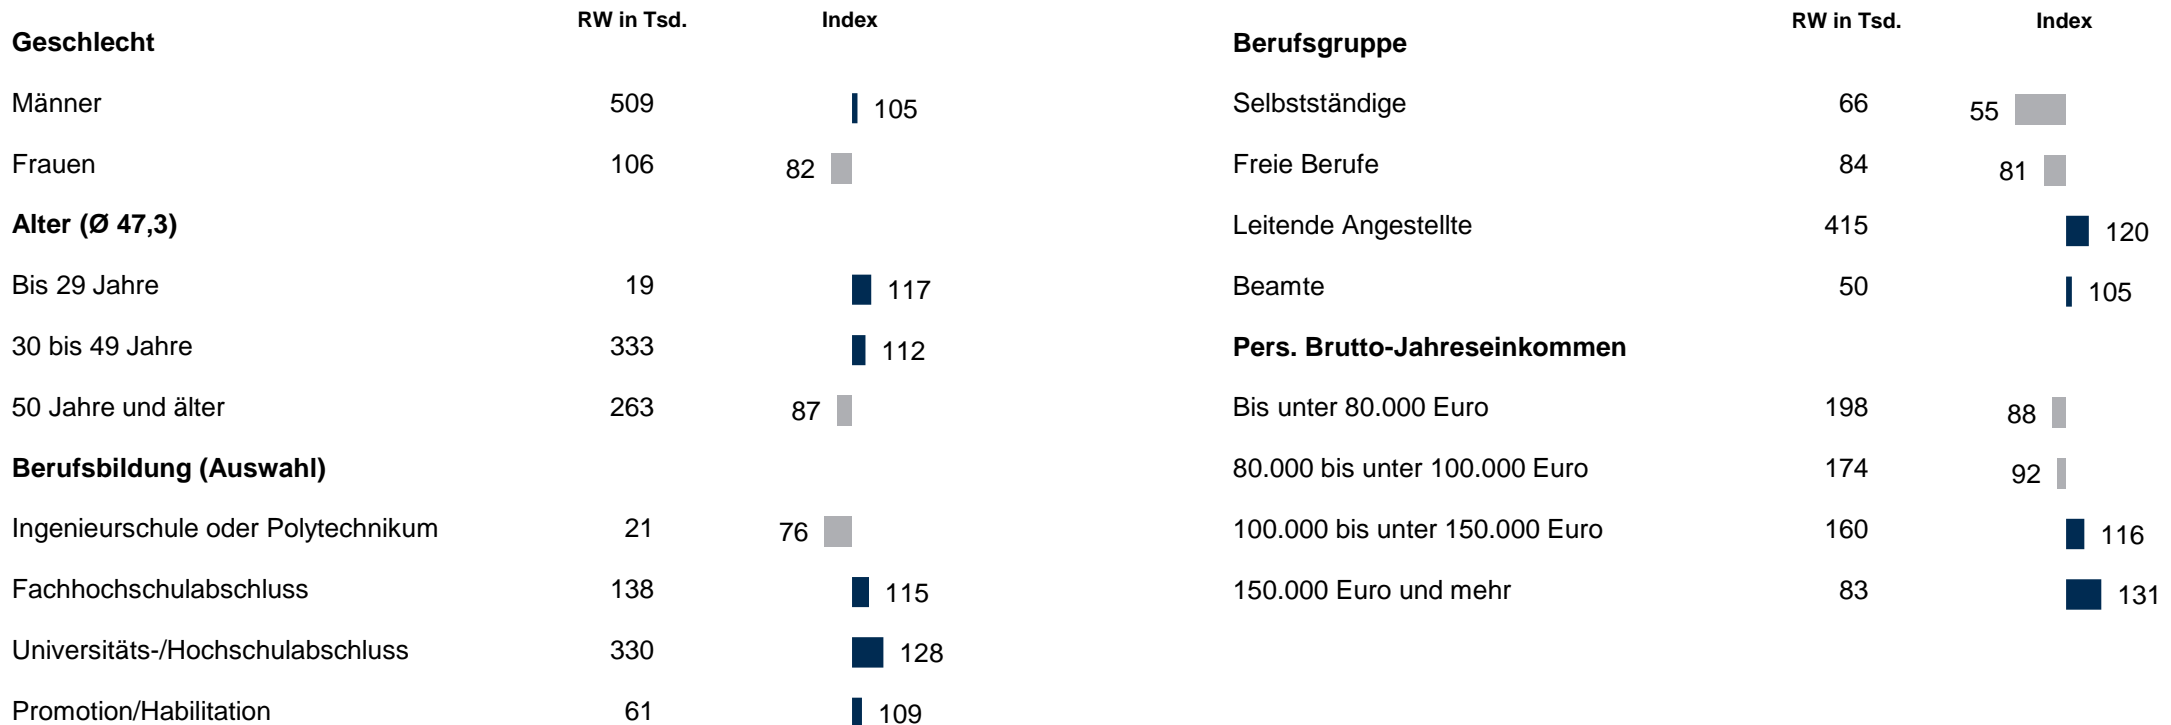 RW in Tsd. Index
Geschlecht
Männer 509 105
Frauen 106 82
Alter (Ø 47,3)
Bis 29 Jahre 19 117
30 bis 49 Jahre 333 112
50 Jahre und älter 263 87
Berufsbildung (Auswahl)
Ingenieurschule oder Polytechnikum 21 76
Fachhochschulabschluss 138 115
Universitäts-/Hochschulabschluss 330 128
Promotion/Habilitation 61 109
RW in Tsd. Index
Berufsgruppe
Selbstständige 66 55
Freie Berufe 84 81
Leitende Angestellte 415 120
Beamte 50 105
Pers. Brutto-Jahreseinkommen
Bis unter 80.000 Euro 198 88
80.000 bis unter 100.000 Euro 174 92
100.000 bis unter 150.000 Euro 160 116
150.000 Euro und mehr 83 131